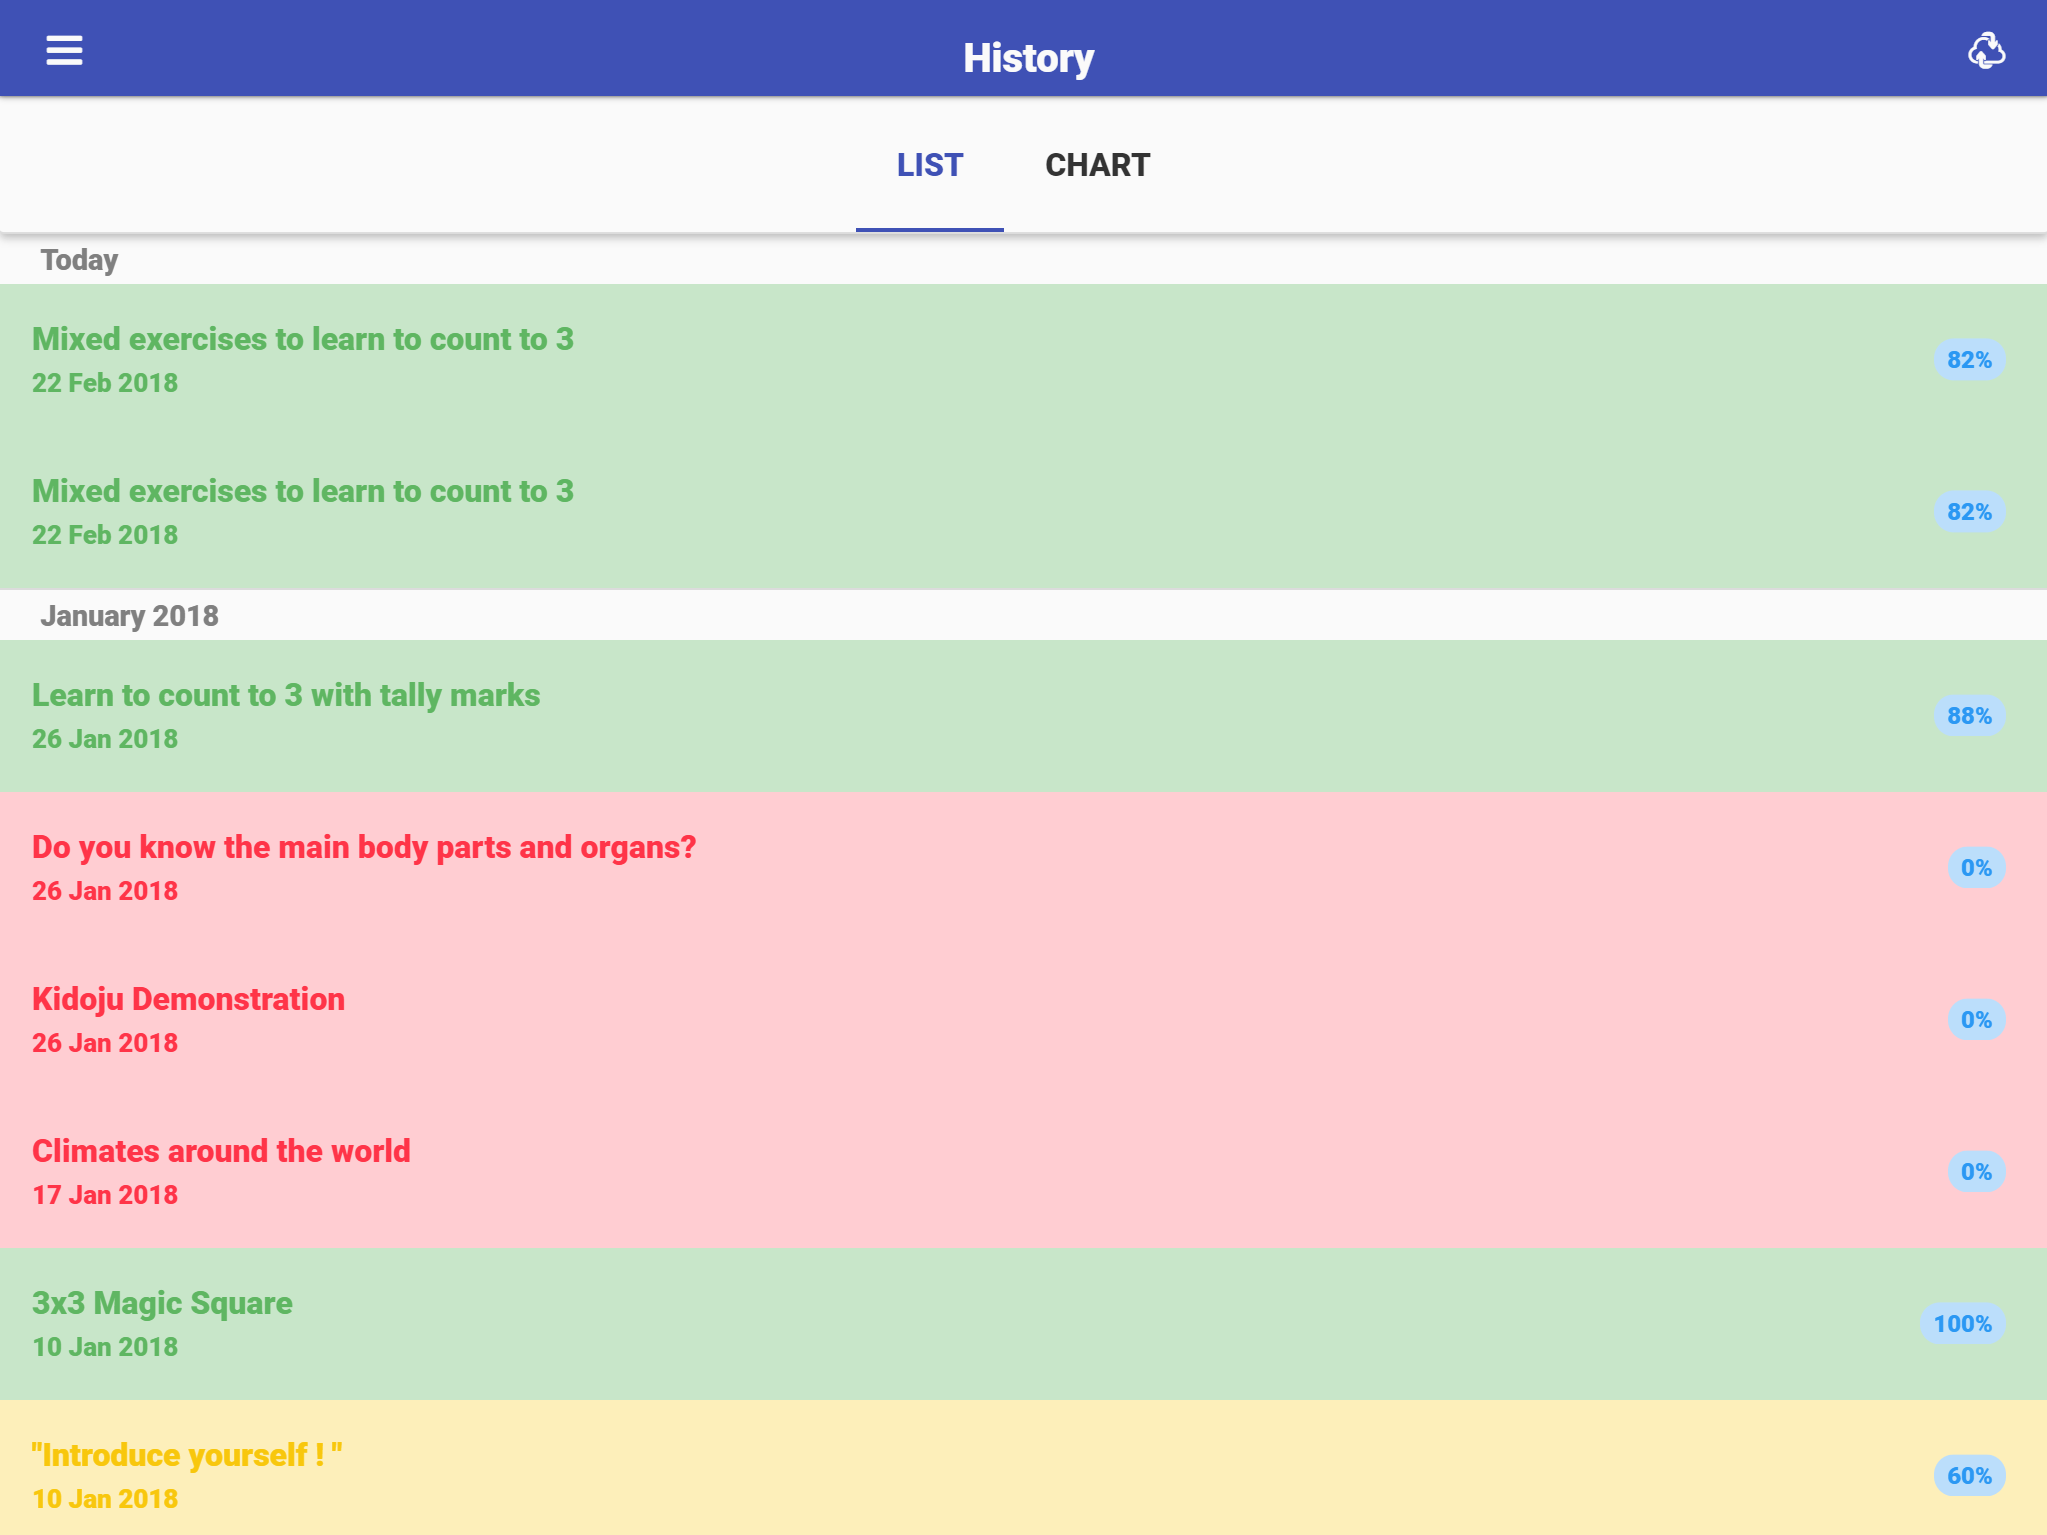 History
LIST CHART
Today
Mixed exercises to learn to count to 3
22 Feb 2018
82%
Mixed exercises to learn to count to 3
22 Feb 2018
82%
January 2018
Learn to count to 3 with tally marks
26 Jan 2018
88%
Do you know the main body parts and organs?
26 Jan 2018
0%
Kidoju Demonstration
26 Jan 2018
0%
Climates around the world
17 Jan 2018
0%
3x3 Magic Square
10 Jan 2018
100%
"Introduce yourself ! "
10 Jan 2018
60%